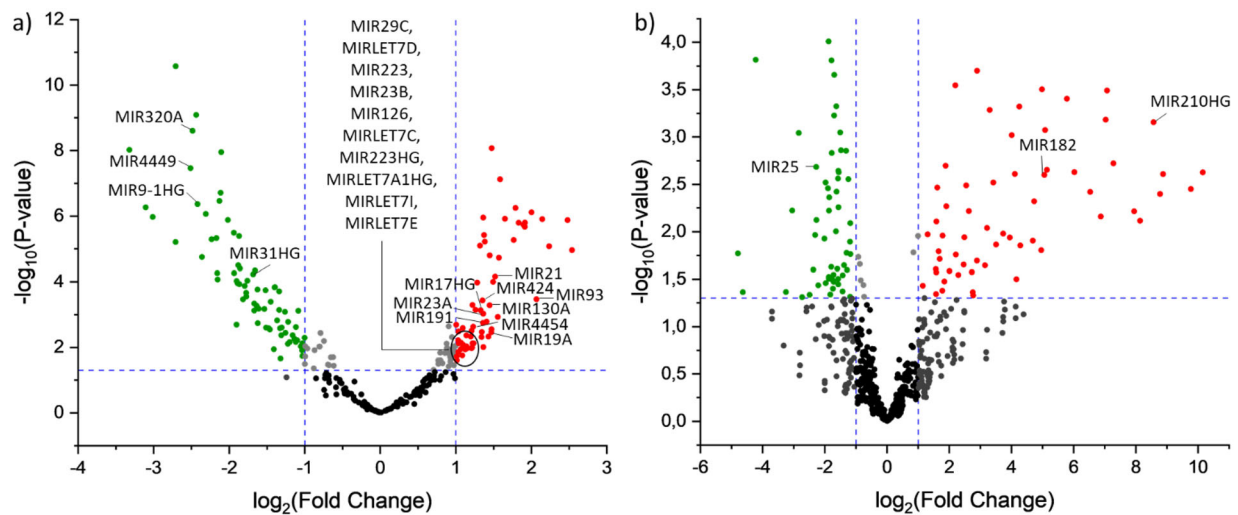 a)
12
10
8
6
4
2
0
-log₁₀(P-value)
-4
-3
-2
-1
0
1
2
3
log₂(Fold Change)
MIR320A
MIR4449
MIR9-1HG
MIR31HG
MIR29C,
MIRLET7D,
MIR223,
MIR23B,
MIR126,
MIRLET7C,
MIR223HG,
MIRLET7A1HG,
MIRLET7I,
MIRLET7E
MIR17HG
MIR23A
MIR191
MIR21
MIR424
MIR93
MIR130A
MIR4454
MIR19A
b)
4,0
3,5
3,0
2,5
2,0
1,5
1,0
0,5
0,0
-log₁₀(P-value)
-6
-4
-2
0
2
4
6
8
10
log₂(Fold Change)
MIR25
MIR182
MIR210HG